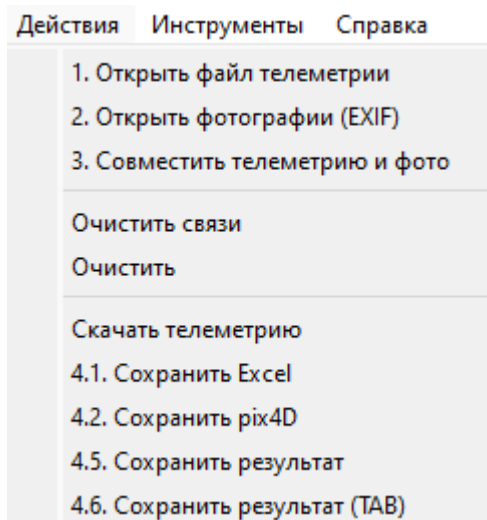 Действия Инструменты Справка
1. Открыть файл телеметрии
2. Открыть фотографии (EXIF)
3. Совместить телеметрию и фото
Очистить связи
Очистить
Скачать телеметрию
4.1. Сохранить Excel
4.2. Сохранить pix4D
4.5. Сохранить результат
4.6. Сохранить результат (TAB)